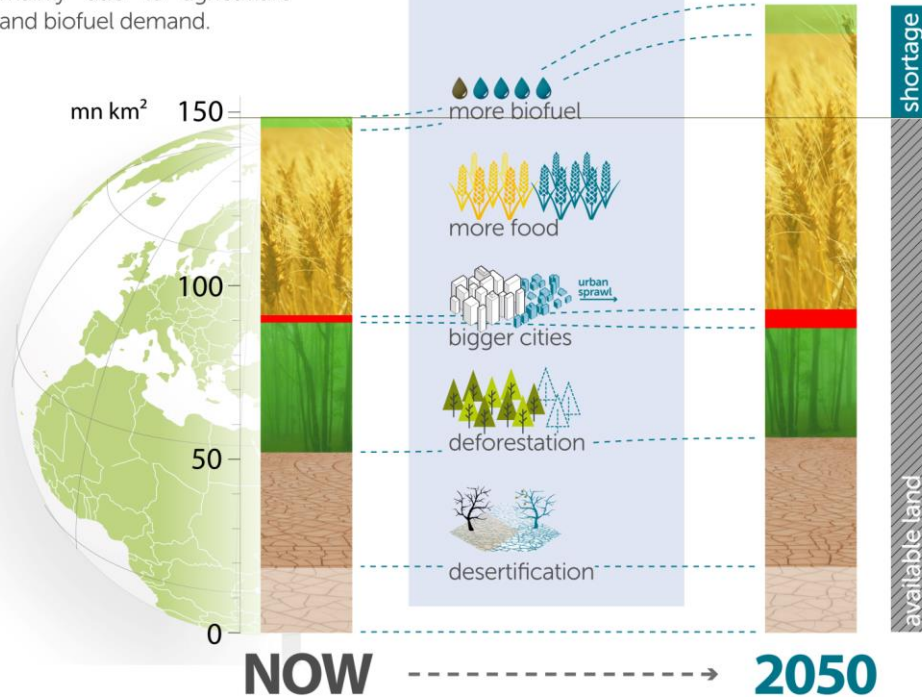 and biofuel demand.
mn km²
150
100
50
0
more biofuel
more food
urban
sprawl
bigger cities
deforestation
desertification
shortage
available land
NOW
2050